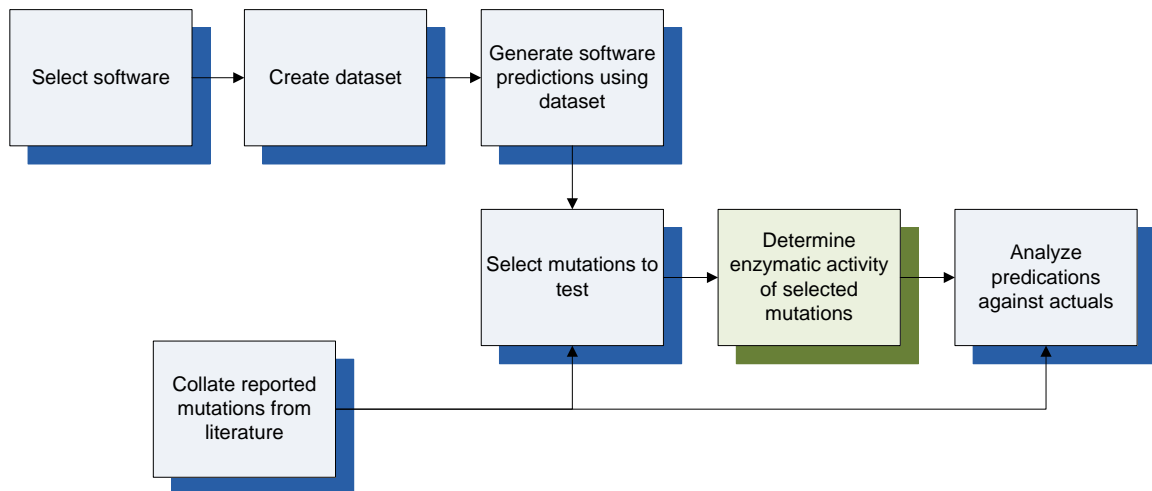 Select software
Create dataset
Generate software
predictions using
dataset
Select mutations to
test
Determine
enzymatic activity
of selected
mutations
Analyze
predications
against actuals
Collate reported
mutations from
literature